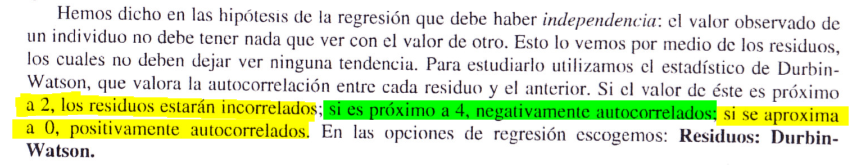 Hemos dicho en las hipótesis de la regresión que debe haber independencia: el valor observado de
un individuo no debe tener nada que ver con el valor de otro. Esto lo vemos por medio de los residuos,
los cuales no deben dejar ver ninguna tendencia. Para estudiarlo utilizamos el estadístico de Durbin-
Watson, que valora la autocorrelación entre cada residuo y el anterior. Si el valor de éste es próximo
a 2, los residuos estarán incorrelados; si es próximo a 4, negativamente autocorrelados; si se aproxima
a 0, positivamente autocorrelados. En las opciones de regresión escogemos: Residuos: Durbin-
Watson.